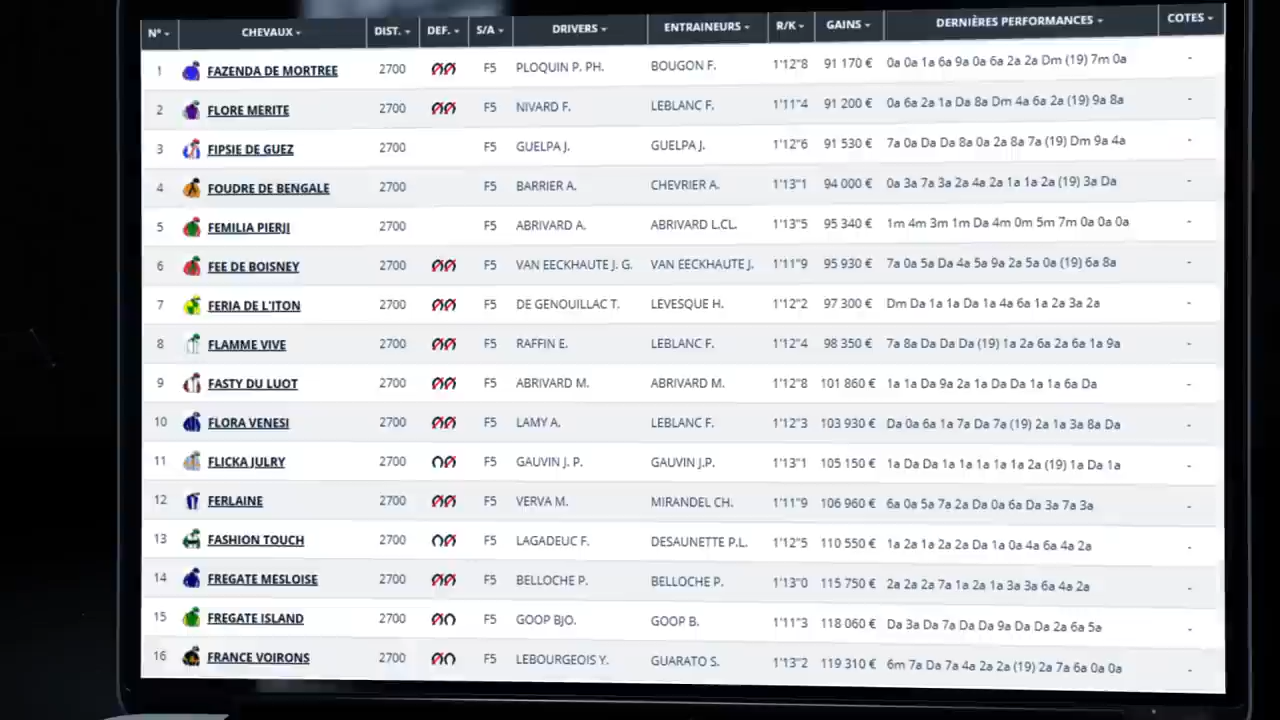 N° CHEVAUX DIST. DEF. S/A DRIVERS ENTRAINEURS R/K GAINS DERNIÈRES PERFORMANCES COTES
1 FAZENDA DE MORTREE 2700 F5 PLOQUIN P. PH. BOUGON F. 1'12"8 91 170 € 0a 0a 1a 6a 9a 0a 6a 2a 2a Dm (19) 7m 0a -
2 FLORE MERITE 2700 F5 NIVARD F. LEBLANC F. 1'11"4 91 200 € 0a 6a 2a 1a Da 8a Dm 4a 6a 2a (19) 9a 8a -
3 FIPSIE DE GUEZ 2700 F5 GUELPA J. GUELPA J. 1'12"6 91 530 € 7a 0a Da Da 8a 0a 2a 8a 7a (19) Dm 9a 4a -
4 FOUDRE DE BENGALE 2700 F5 BARRIER A. CHEVRIER A. 1'13"1 94 000 € 0a 3a 7a 3a 2a 4a 2a 1a 1a 2a (19) 3a Da -
5 FEMILIA PIERJI 2700 F5 ABRIVARD A. ABRIVARD L.CL. 1'13"5 95 340 € 1m 4m 3m 1m Da 4m 0m 5m 7m 0a 0a 0a -
6 FEE DE BOISNEY 2700 F5 VAN EECKHAUTE J. G. VAN EECKHAUTE J. 1'11"9 95 930 € 7a 0a 5a Da 4a 5a 9a 2a 5a 0a (19) 6a 8a -
7 FERIA DE L'ITON 2700 F5 DE GENOUILLAC T. LEVESQUE H. 1'12"2 97 300 € Dm Da 1a 1a Da 1a 4a 6a 1a 2a 3a 2a -
8 FLAMME VIVE 2700 F5 RAFFIN E. LEBLANC F. 1'12"4 98 350 € 7a 8a Da Da Da (19) 1a 2a 6a 2a 6a 1a 9a -
9 FASTY DU LUOT 2700 F5 ABRIVARD M. ABRIVARD M. 1'12"8 101 860 € 1a 1a Da 9a 2a 1a Da Da 1a 1a 6a Da -
10 FLORA VENESI 2700 F5 LAMY A. LEBLANC F. 1'12"3 103 930 € Da 0a 6a 1a 7a Da 7a (19) 2a 1a 3a 8a Da -
11 FLICKA JULRY 2700 F5 GAUVIN J. P. GAUVIN J.P. 1'13"1 105 150 € 1a Da Da 1a 1a 1a 1a 1a 2a (19) 1a Da 1a -
12 FERLAINE 2700 F5 VERVA M. MIRANDEL CH. 1'11"9 106 960 € 6a 0a 5a 7a 2a Da 0a 6a Da 3a 7a 3a -
13 FASHION TOUCH 2700 F5 LAGADEUC F. DESAUNETTE P.L. 1'12"5 110 550 € 1a 2a 1a 2a 2a Da 1a 0a 4a 6a 4a 2a -
14 FREGATE MESLOISE 2700 F5 BELLOCHE P. BELLOCHE P. 1'13"0 115 750 € 2a 2a 2a 7a 1a 2a 1a 3a 3a 6a 4a 2a -
15 FREGATE ISLAND 2700 F5 GOOP BJO. GOOP B. 1'11"3 118 060 € Da 3a Da 7a Da Da 9a Da Da 2a 6a 5a -
16 FRANCE VOIRONS 2700 F5 LEBOURGEOIS Y. GUARATO S. 1'13"2 119 310 € 6m 7a Da 7a 4a 2a 2a (19) 2a 7a 6a 0a 0a -